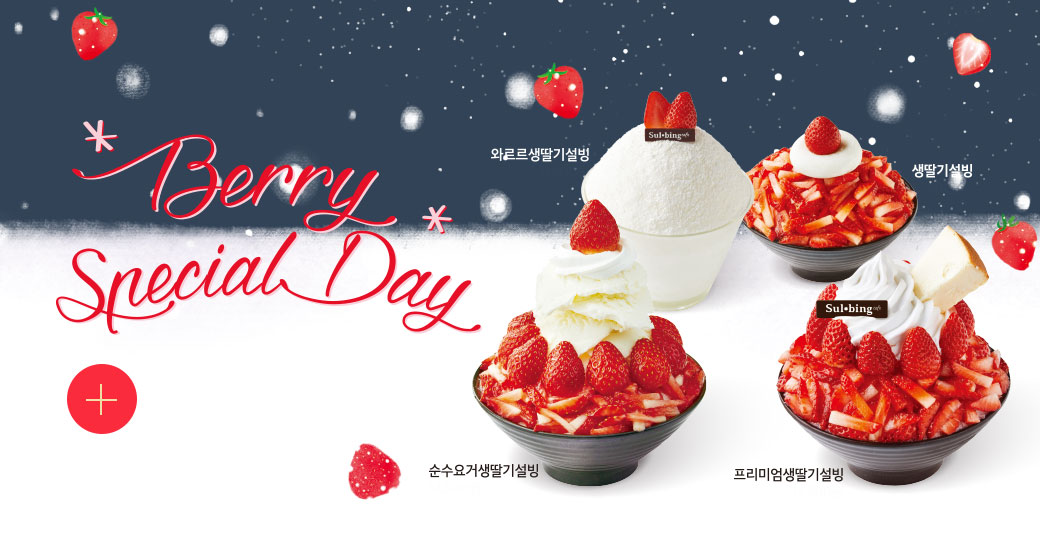 Berry
Special Day
와르르생딸기설빙
Sul•bing cafe
생딸기설빙
Sul•bing cafe
순수요거생딸기설빙
프리미엄생딸기설빙